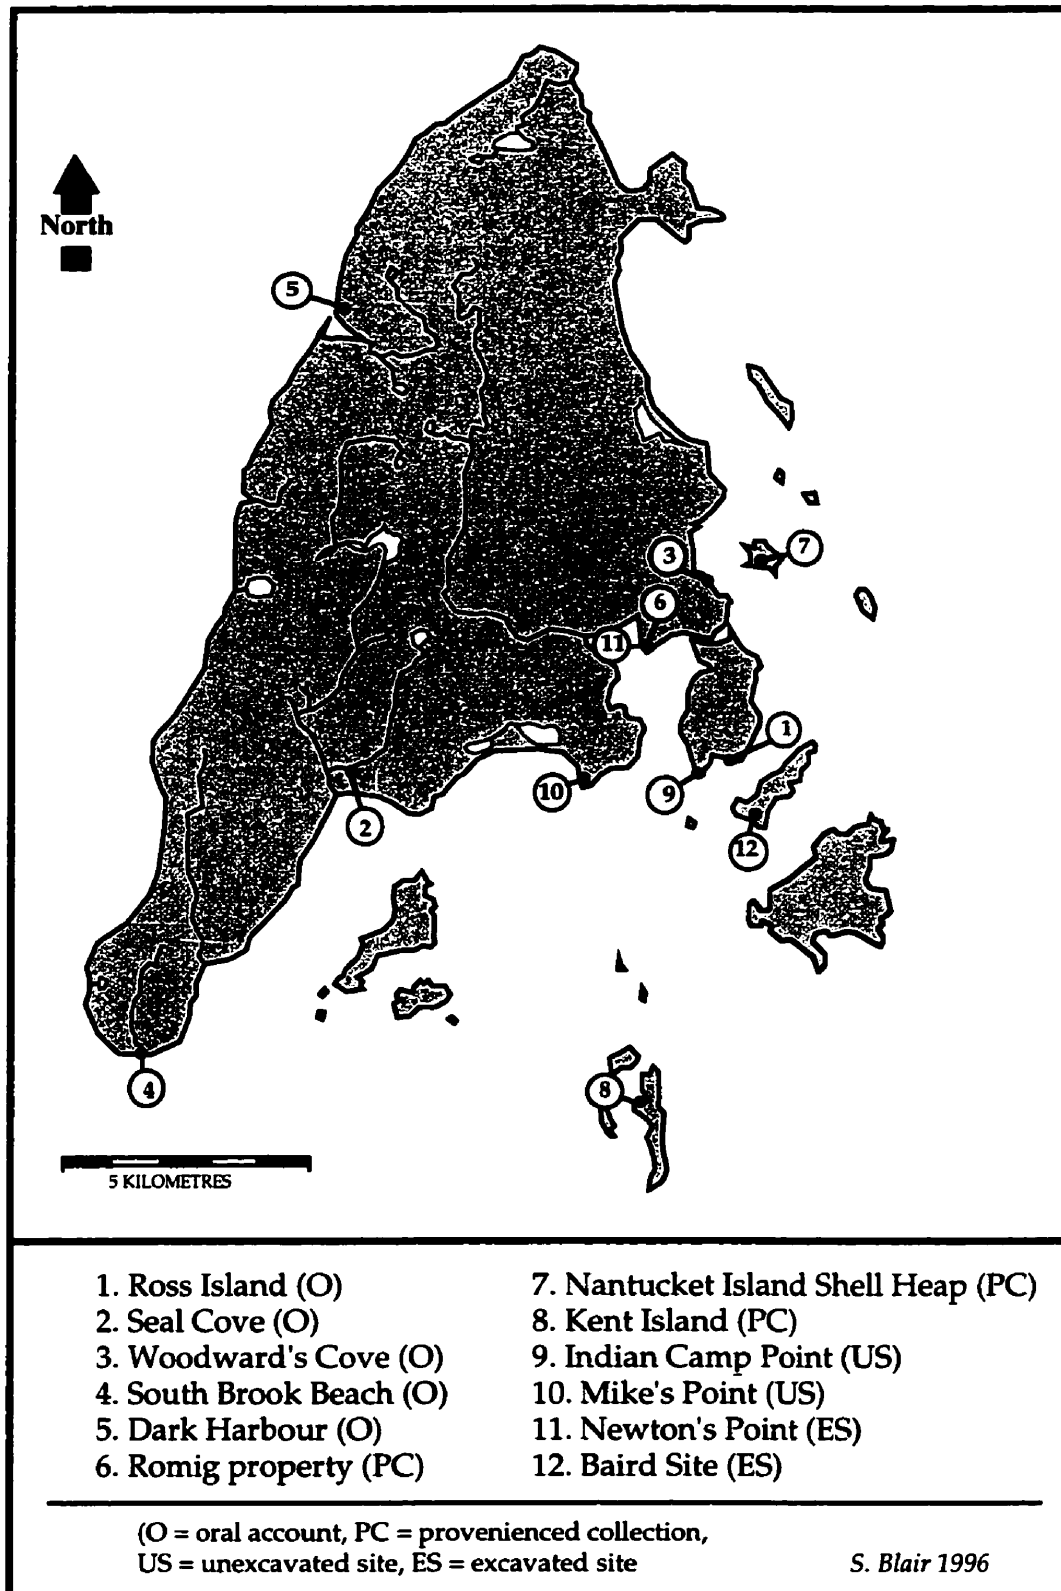 North
5
3
7
6
11
1
10
9
2
12
4
8
5 KILOMETRES
1. Ross Island (O)
2. Seal Cove (O)
3. Woodward's Cove (O)
4. South Brook Beach (O)
5. Dark Harbour (O)
6. Romig property (PC)
7. Nantucket Island Shell Heap (PC)
8. Kent Island (PC)
9. Indian Camp Point (US)
10. Mike's Point (US)
11. Newton's Point (ES)
12. Baird Site (ES)
(O = oral account, PC = provenienced collection,
US = unexcavated site, ES = excavated site
S. Blair 1996